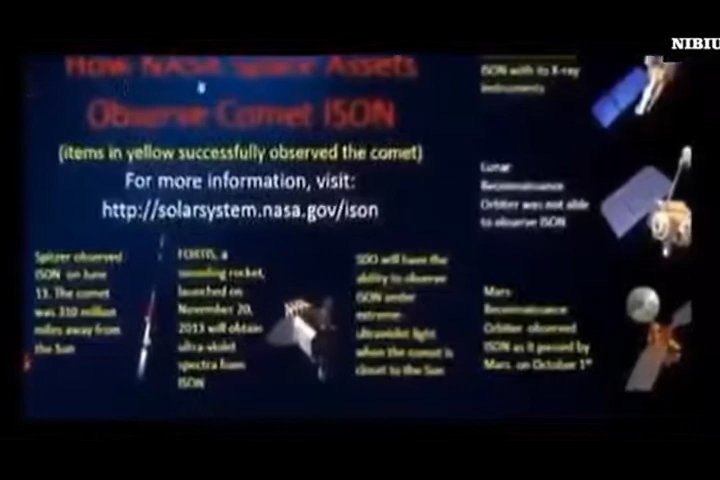 NIBIU
How NASA Space Assets
Observe Comet ISON
(items in yellow successfully observed the comet)
For more information, visit:
http://solarsystem.nasa.gov/ison
ISON with its X-ray
instruments
Lunar
Reconnaissance
Orbiter was not able
to observe ISON
Spitzer observed
ISON on June
13. The comet
was 310 million
miles away from
the Sun
FORTIS, a
sounding rocket,
launched on
November 20,
2013 will obtain
ultra-violet
spectra from
ISON
SDO will have the
ability to observe
ISON under
extreme
ultraviolet light
when the comet is
closet to the Sun
Mars
Reconnaissance
Orbiter observed
ISON as it passed by
Mars on October 1st